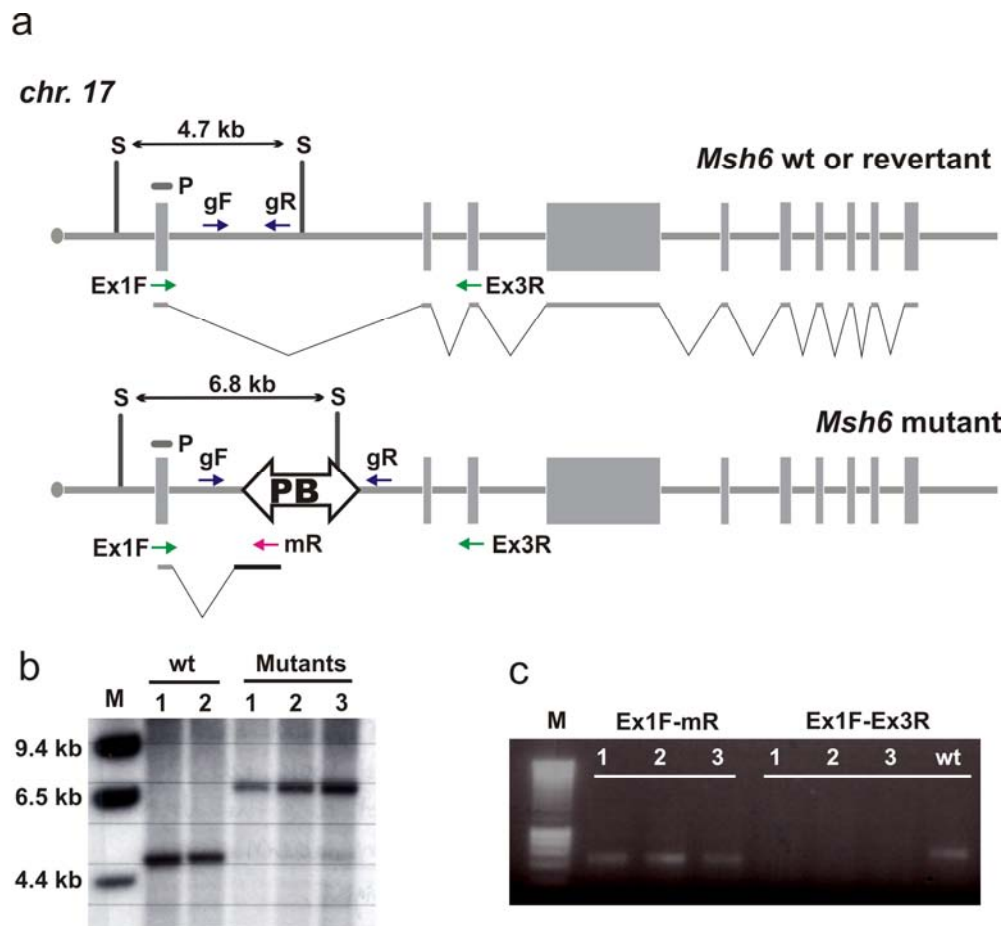 a
chr. 17
4.7 kb
S S
Msh6 wt or revertant
P
gF gR
Ex1F Ex3R
6.8 kb
S S
Msh6 mutant
P
gF PB gR
Ex1F mR Ex3R
b
wt Mutants
M 1 2 1 2 3
9.4 kb
6.5 kb
4.4 kb
c
M Ex1F-mR Ex1F-Ex3R
1 2 3 1 2 3 wt